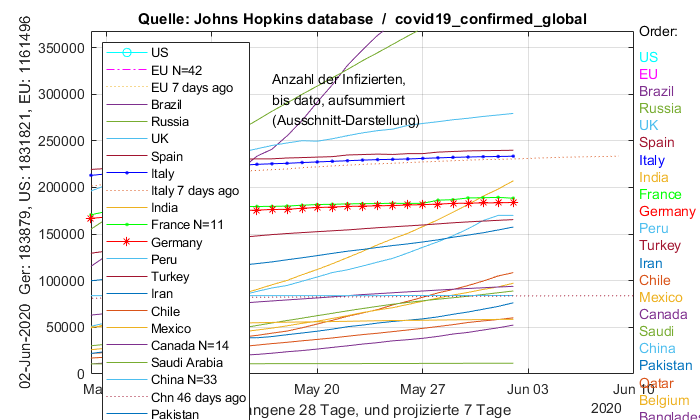 Quelle: Johns Hopkins database / covid19_confirmed_global
02-Jun-2020 Ger: 183879, US: 1831821, EU: 1161496
350000
300000
250000
200000
150000
100000
50000
0
US
EU N=42
EU 7 days ago
Brazil
Russia
UK
Spain
Italy
Italy 7 days ago
India
France N=11
Germany
Peru
Turkey
Iran
Chile
Mexico
Canada N=14
Saudi Arabia
China N=33
Chn 46 days ago
Pakistan
Anzahl der Infizierten,
bis dato, aufsummiert
(Ausschnitt-Darstellung)
Order:
US
EU
Brazil
Russia
UK
Spain
Italy
India
France
Germany
Peru
Turkey
Iran
Chile
Mexico
Canada
Saudi
China
Pakistan
Qatar
Belgium
Banglades
Ma
May 20
May 27
Jun 03
Jun 10
2020
ngene 28 Tage, und projizierte 7 Tage